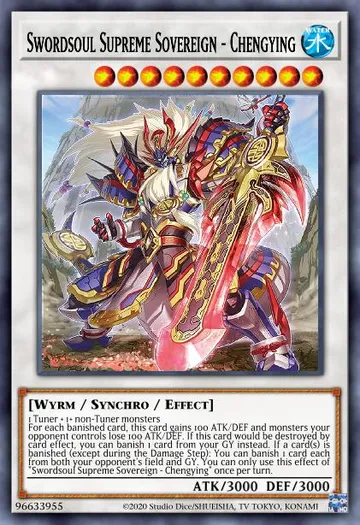 SWORDSOUL SUPREME SOVEREIGN - CHENGYING
WATER
水
[WYRM / SYNCHRO / EFFECT]
1 Tuner + 1+ non-Tuner monsters
For each banished card, this card gains 100 ATK/DEF and monsters your
opponent controls lose 100 ATK/DEF. If this card would be destroyed by
card effect, you can banish 1 card from your GY instead. If a card(s) is
banished (except during the Damage Step): You can banish 1 card each
from both your opponent's field and GY. You can only use this effect of
"Swordsoul Supreme Sovereign - Chengying" once per turn.
ATK/3000 DEF/3000
96633955
©2020 Studio Dice/SHUEISHA, TV TOKYO, KONAMI